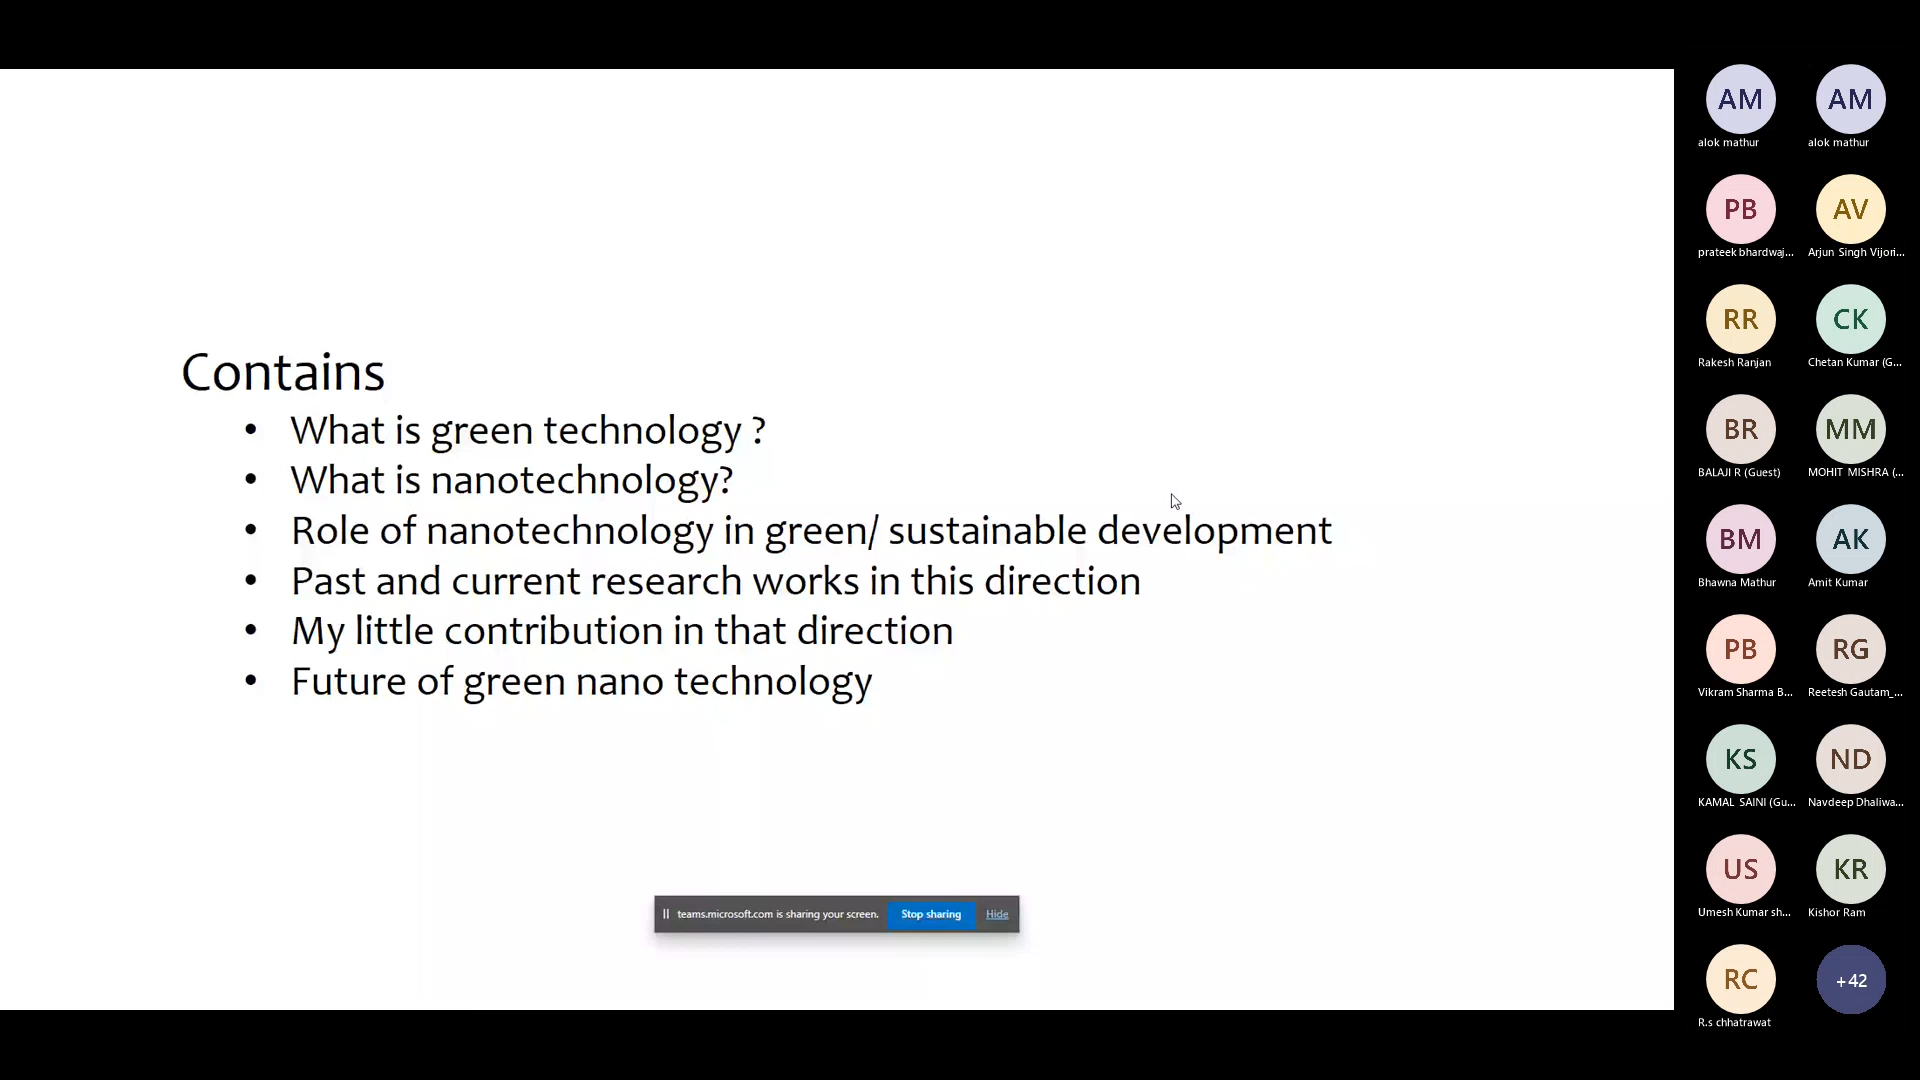 Contains
• What is green technology ?
• What is nanotechnology?
• Role of nanotechnology in green/ sustainable development
• Past and current research works in this direction
• My little contribution in that direction
• Future of green nano technology
teams.microsoft.com is sharing your screen. Stop sharing Hide
AM AM
alok mathur alok mathur
PB AV
prateek bhardwaj... Arjun Singh Vijori...
RR CK
Rakesh Ranjan Chetan Kumar (G...
BR MM
BALAJI R (Guest) MOHIT MISHRA (...
BM AK
Bhawna Mathur Amit Kumar
PB RG
Vikram Sharma B... Reetesh Gautam_...
KS ND
KAMAL SAINI (Gu... Navdeep Dhaliwa...
US KR
Umesh Kumar sh... Kishor Ram
RC +42
R.s chhatrawat